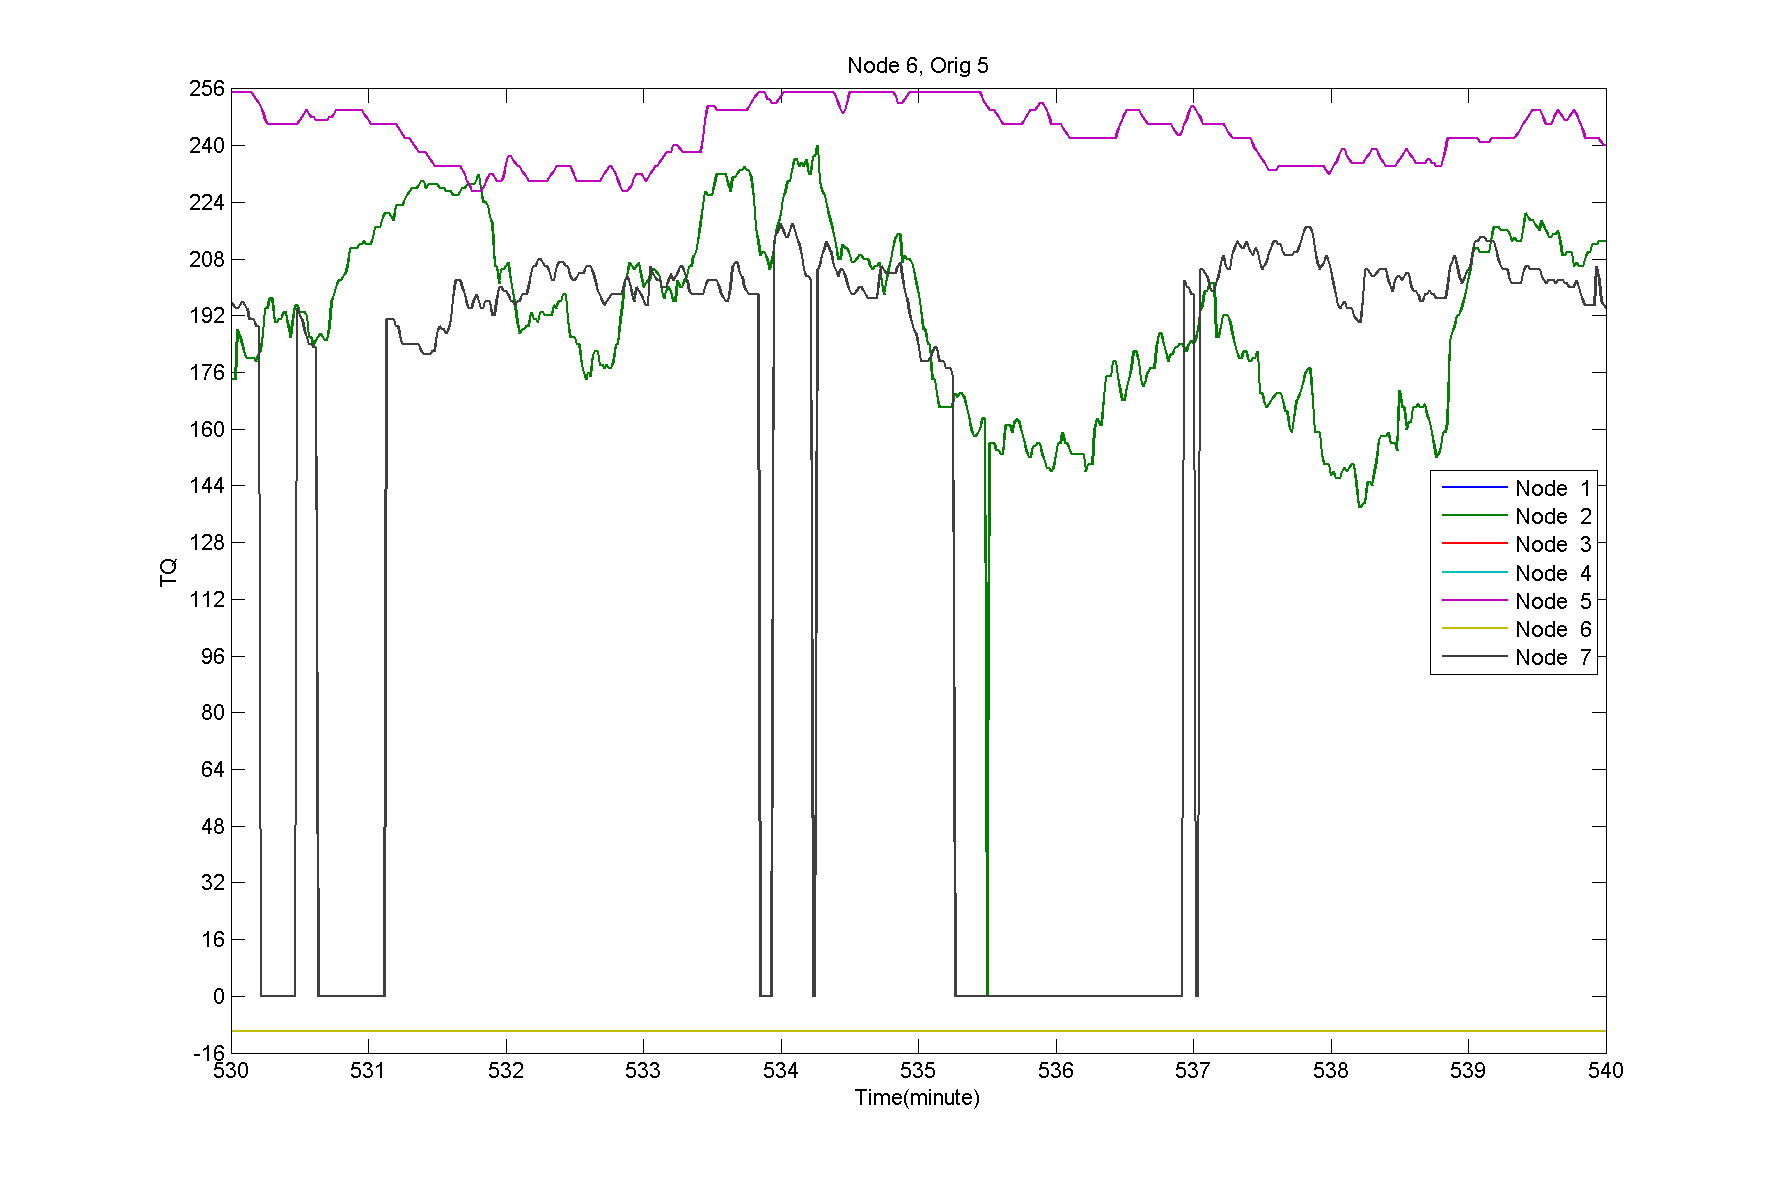 Node 6, Orig 5
256
240
224
208
192
176
160
144
128
112
96
80
64
48
32
16
0
-16
TQ
Node 1
Node 2
Node 3
Node 4
Node 5
Node 6
Node 7
530 531 532 533 534 535 536 537 538 539 540
Time(minute)